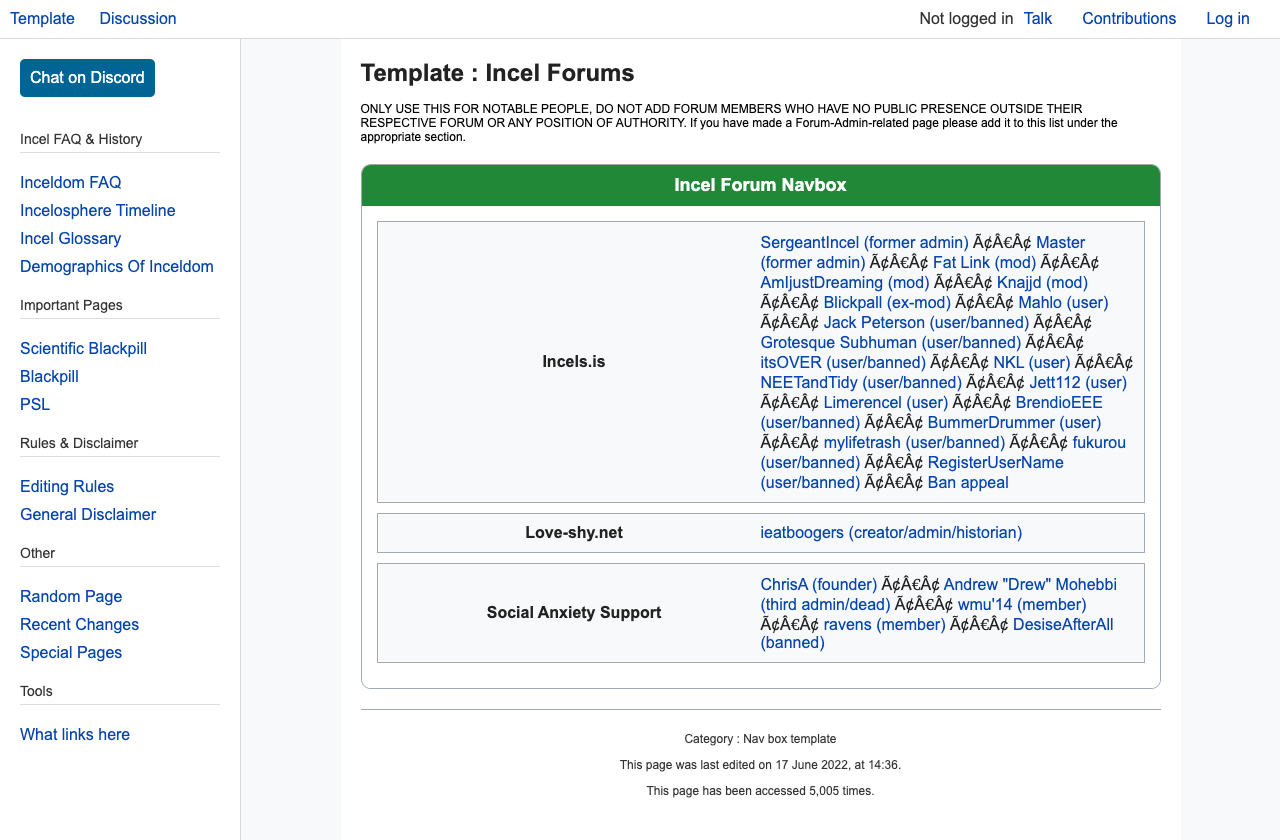 Template Discussion Not logged in Talk Contributions Log in
Chat on Discord
Incel FAQ & History
Inceldom FAQ
Incelosphere Timeline
Incel Glossary
Demographics Of Inceldom
Important Pages
Scientific Blackpill
Blackpill
PSL
Rules & Disclaimer
Editing Rules
General Disclaimer
Other
Random Page
Recent Changes
Special Pages
Tools
What links here
Template : Incel Forums
ONLY USE THIS FOR NOTABLE PEOPLE, DO NOT ADD FORUM MEMBERS WHO HAVE NO PUBLIC PRESENCE OUTSIDE THEIR
RESPECTIVE FORUM OR ANY POSITION OF AUTHORITY. If you have made a Forum-Admin-related page please add it to this list under the
appropriate section.
Incel Forum Navbox
Incels.is
SergeantIncel (former admin) Ã¢Â€Â¢ Master
(former admin) Ã¢Â€Â¢ Fat Link (mod) Ã¢Â€Â¢
AmIjustDreaming (mod) Ã¢Â€Â¢ Knajjd (mod)
Ã¢Â€Â¢ Blickpall (ex-mod) Ã¢Â€Â¢ Mahlo (user)
Ã¢Â€Â¢ Jack Peterson (user/banned) Ã¢Â€Â¢
Grotesque Subhuman (user/banned) Ã¢Â€Â¢
itsOVER (user/banned) Ã¢Â€Â¢ NKL (user) Ã¢Â€Â¢
NEETandTidy (user/banned) Ã¢Â€Â¢ Jett112 (user)
Ã¢Â€Â¢ Limerencel (user) Ã¢Â€Â¢ BrendioEEE
(user/banned) Ã¢Â€Â¢ BummerDrummer (user)
Ã¢Â€Â¢ mylifetrash (user/banned) Ã¢Â€Â¢ fukurou
(user/banned) Ã¢Â€Â¢ RegisterUserName
(user/banned) Ã¢Â€Â¢ Ban appeal
Love-shy.net
ieatboogers (creator/admin/historian)
Social Anxiety Support
ChrisA (founder) Ã¢Â€Â¢ Andrew "Drew" Mohebbi
(third admin/dead) Ã¢Â€Â¢ wmu'14 (member)
Ã¢Â€Â¢ ravens (member) Ã¢Â€Â¢ DesiseAfterAll
(banned)
Category : Nav box template
This page was last edited on 17 June 2022, at 14:36.
This page has been accessed 5,005 times.